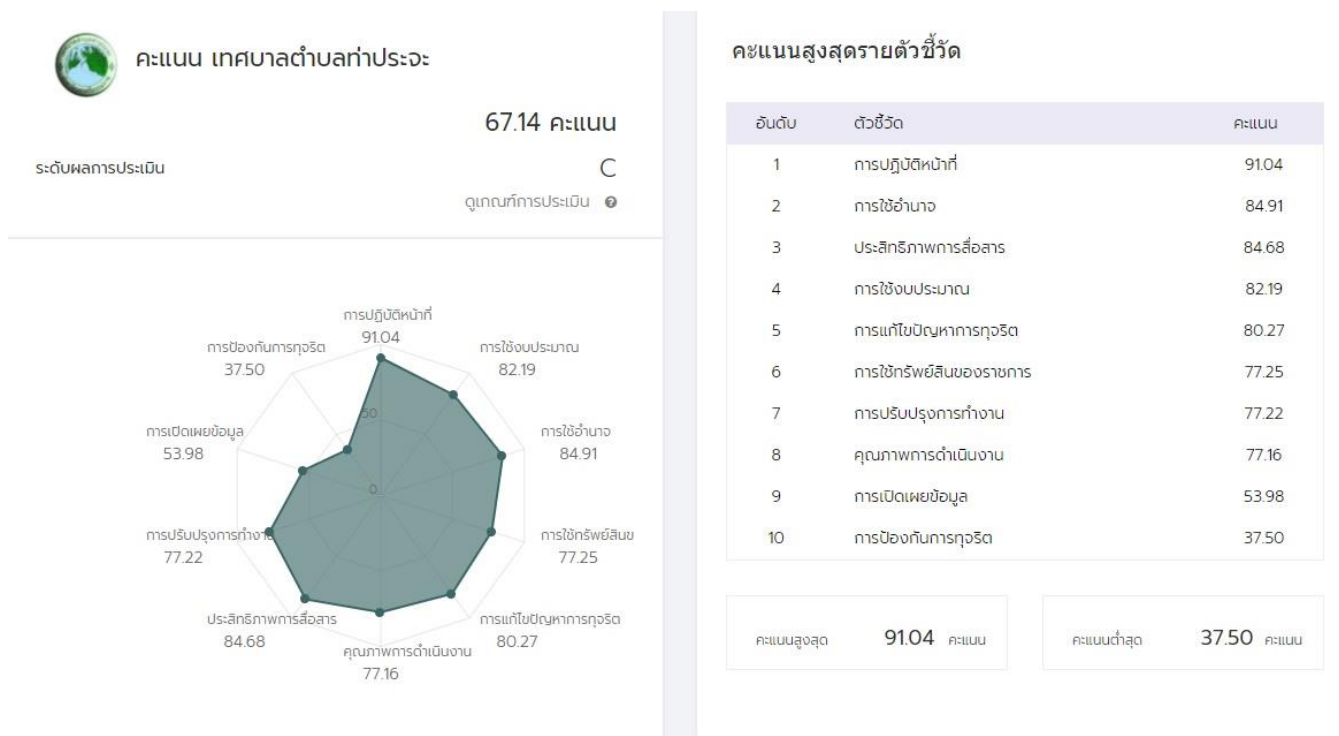 คะแนน เทศบาลตำบลท่าประจะ
67.14 คะแนน
ระดับผลการประเมิน C
ดูเกณฑ์การประเมิน
การปฏิบัติหน้าที่
91.04
การป้องกันการทุจริต
37.50
การใช้งบประมาณ
82.19
การเปิดเผยข้อมูล
53.98
50
การใช้อำนาจ
84.91
0
การปรับปรุงการทำงาน
77.22
การใช้ทรัพย์สินข
77.25
ประสิทธิภาพการสื่อสาร
84.68
การแก้ไขปัญหาการทุจริต
80.27
คุณภาพการดำเนินงาน
77.16
คะแนนสูงสุดรายตัวชี้วัด
อันดับ ตัวชี้วัด คะแนน
1 การปฏิบัติหน้าที่ 91.04
2 การใช้อำนาจ 84.91
3 ประสิทธิภาพการสื่อสาร 84.68
4 การใช้งบประมาณ 82.19
5 การแก้ไขปัญหาการทุจริต 80.27
6 การใช้ทรัพย์สินของราชการ 77.25
7 การปรับปรุงการทำงาน 77.22
8 คุณภาพการดำเนินงาน 77.16
9 การเปิดเผยข้อมูล 53.98
10 การป้องกันการทุจริต 37.50
คะแนนสูงสุด 91.04 คะแนน
คะแนนต่ำสุด 37.50 คะแนน